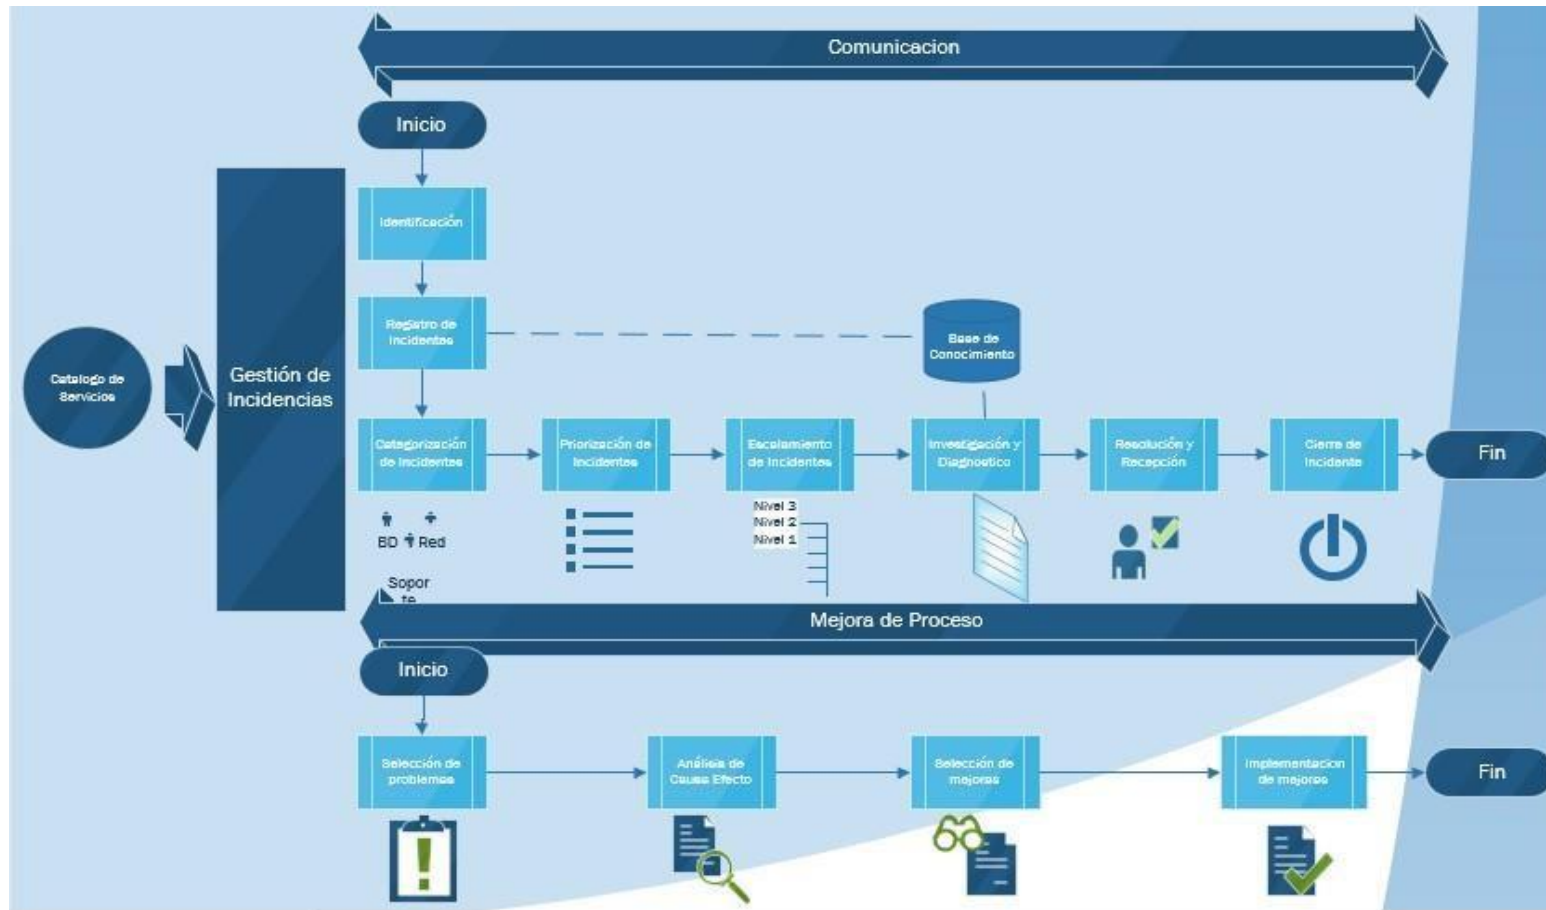 Comunicacion
Inicio
Identificación
Registro de
Incidentes
Base de
Conocimiento
Catalogo de
Servicios
Gestión de
Incidencias
Categorización
de Incidentes
Priorización de
Incidentes
Escalamiento
de Incidentes
Investigación y
Diagnostico
Resolución y
Recepción
Cierre de
Incidente
Fin
Nivel 3
Nivel 2
Nivel 1
BD
Red
Sopor
te
Mejora de Proceso
Inicio
Selección de
problemas
Análisis de
Causa Efecto
Selección de
mejoras
Implementacion
de mejoras
Fin